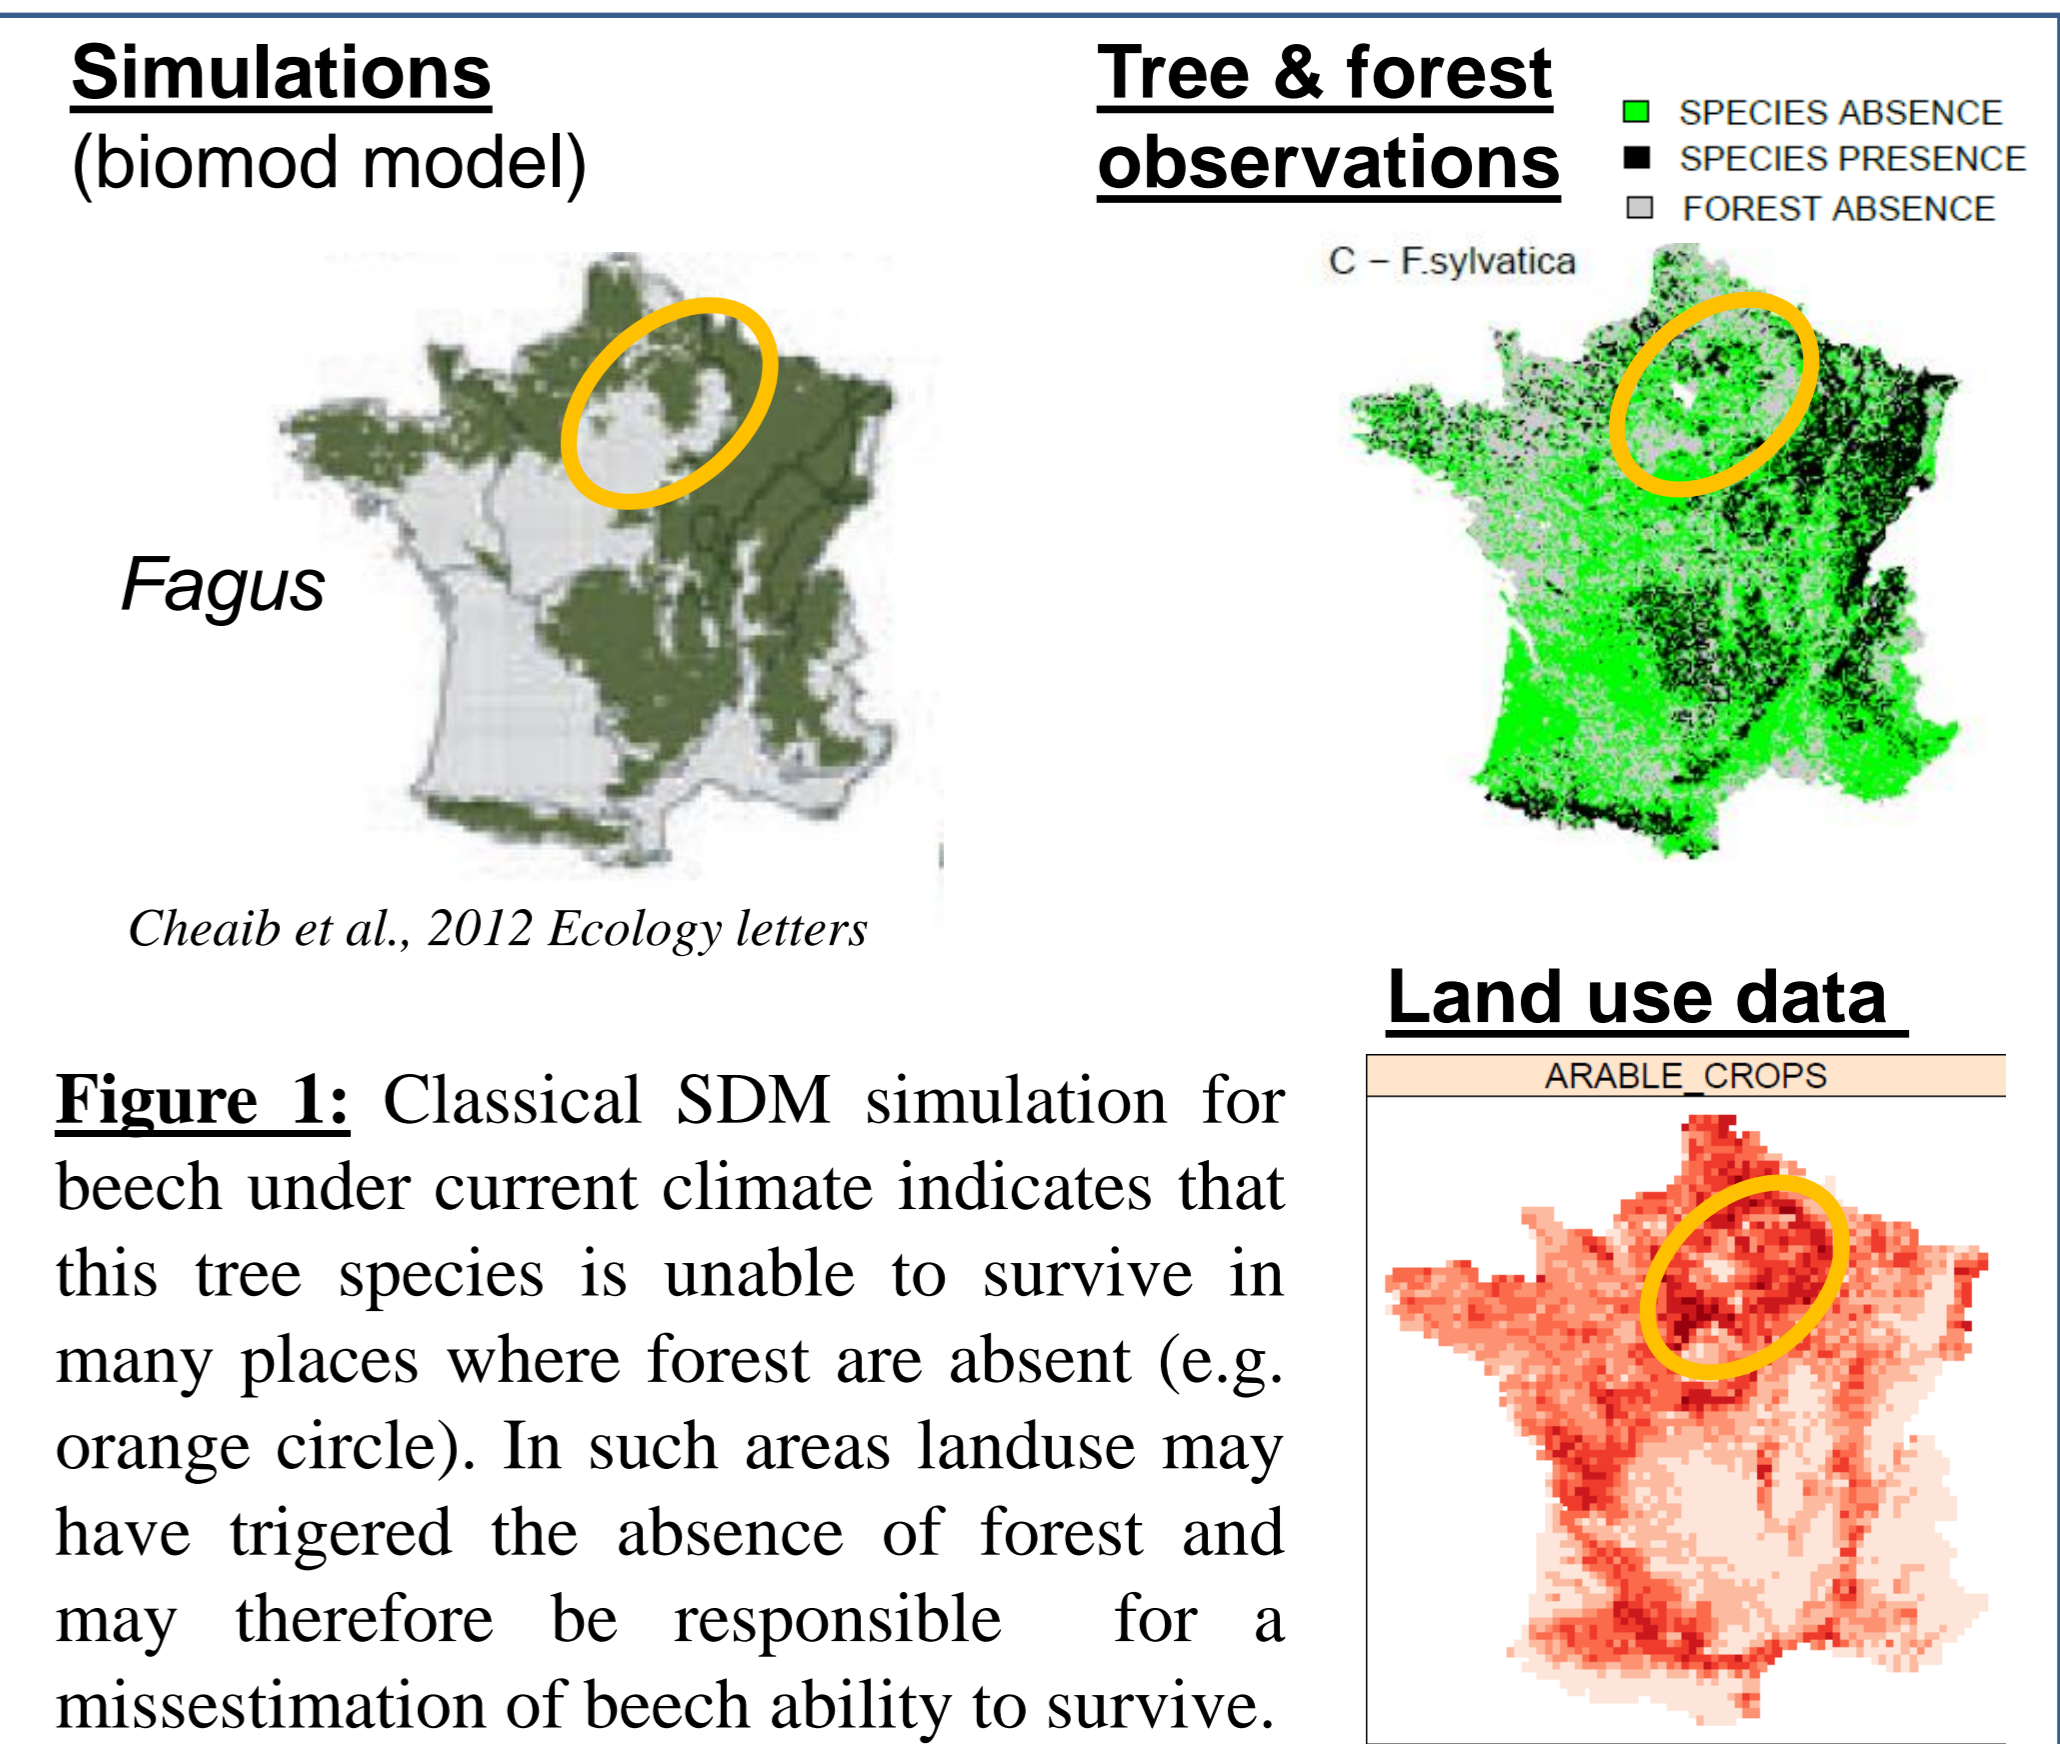 Simulations
(biomod model)
Tree & forest
observations
SPECIES ABSENCE
SPECIES PRESENCE
FOREST ABSENCE
C − F.sylvatica
Fagus
Cheaib et al., 2012 Ecology letters
Land use data
ARABLE_CROPS
Figure 1: Classical SDM simulation for
beech under current climate indicates that
this tree species is unable to survive in
many places where forest are absent (e.g.
orange circle). In such areas landuse may
have trigered the absence of forest and
may therefore be responsible for a
missestimation of beech ability to survive.